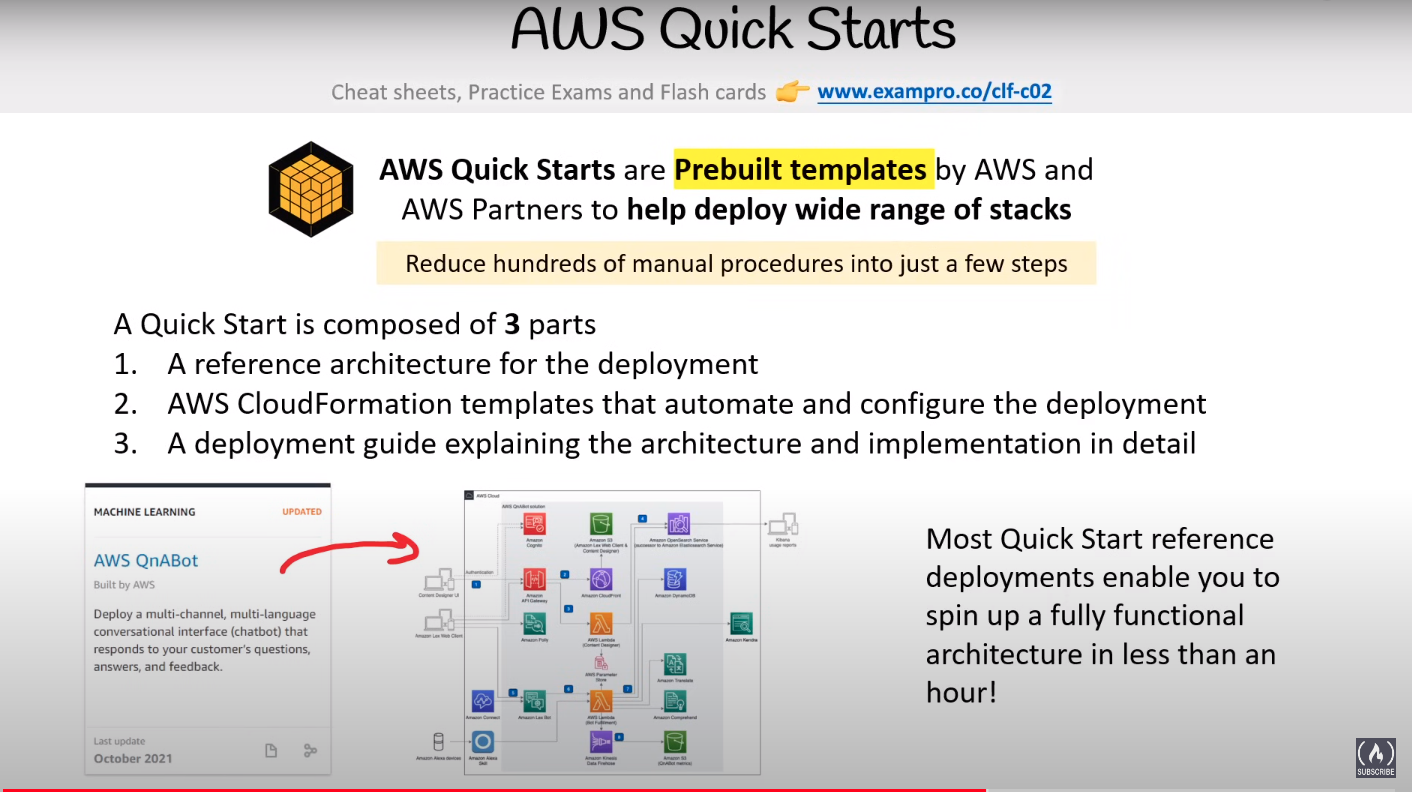 AWS Quick Starts
Cheat sheets, Practice Exams and Flash cards 👉 www.exampro.co/clf-c02
AWS Quick Starts are Prebuilt templates by AWS and
AWS Partners to help deploy wide range of stacks
Reduce hundreds of manual procedures into just a few steps
A Quick Start is composed of 3 parts
1. A reference architecture for the deployment
2. AWS CloudFormation templates that automate and configure the deployment
3. A deployment guide explaining the architecture and implementation in detail
MACHINE LEARNING UPDATED
AWS QnABot
Built by AWS
Deploy a multi-channel, multi-language
conversational interface (chatbot) that
responds to your customer's questions,
answers, and feedback.
Last update
October 2021
AWS Cloud
AWS QnABot solution
Amazon
Cognito
Amazon S3
(Amazon Lex Web Client &
Content Designer)
4
Amazon OpenSearch Service
(successor to Amazon Elasticsearch Service)
Kibana
usage reports
Authentication
1
Content Designer UI
Amazon
API Gateway
2
Amazon CloudFront
Amazon DynamoDB
3
Amazon Lex Web Client
Amazon Polly
AWS Lambda
(Content Designer)
Amazon Kendra
AWS Parameter
Store
Amazon Translate
Amazon Connect
5
Amazon Lex Bot
6
AWS Lambda
(Bot Fulfillment)
7
Amazon Comprehend
Amazon Alexa devices
Amazon Alexa
Skill
8
Amazon Kinesis
Data Firehose
Amazon S3
(QnABot metrics)
Most Quick Start reference
deployments enable you to
spin up a fully functional
architecture in less than an
hour!
SUBSCRIBE